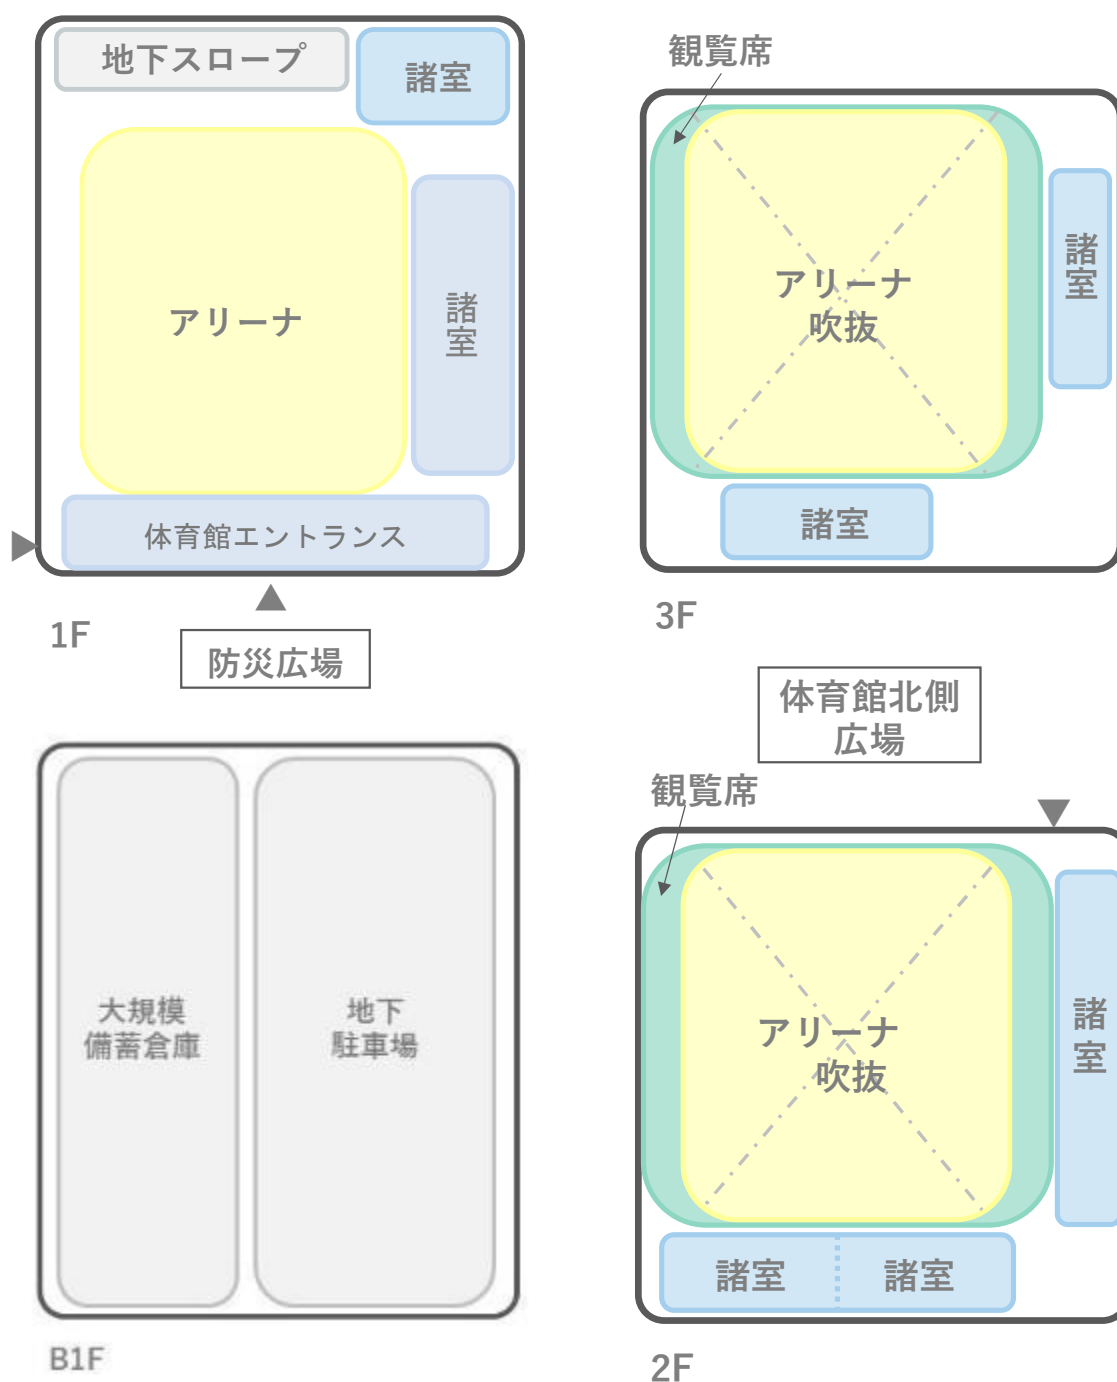 地下スロープ
諸室
アリーナ
諸
室
体育館エントランス
1F
防災広場
観覧席
アリーナ
吹抜
諸
室
諸室
3F
大規模
備蓄倉庫
地下
駐車場
B1F
体育館北側
広場
観覧席
アリーナ
吹抜
諸
室
諸室
諸室
2F